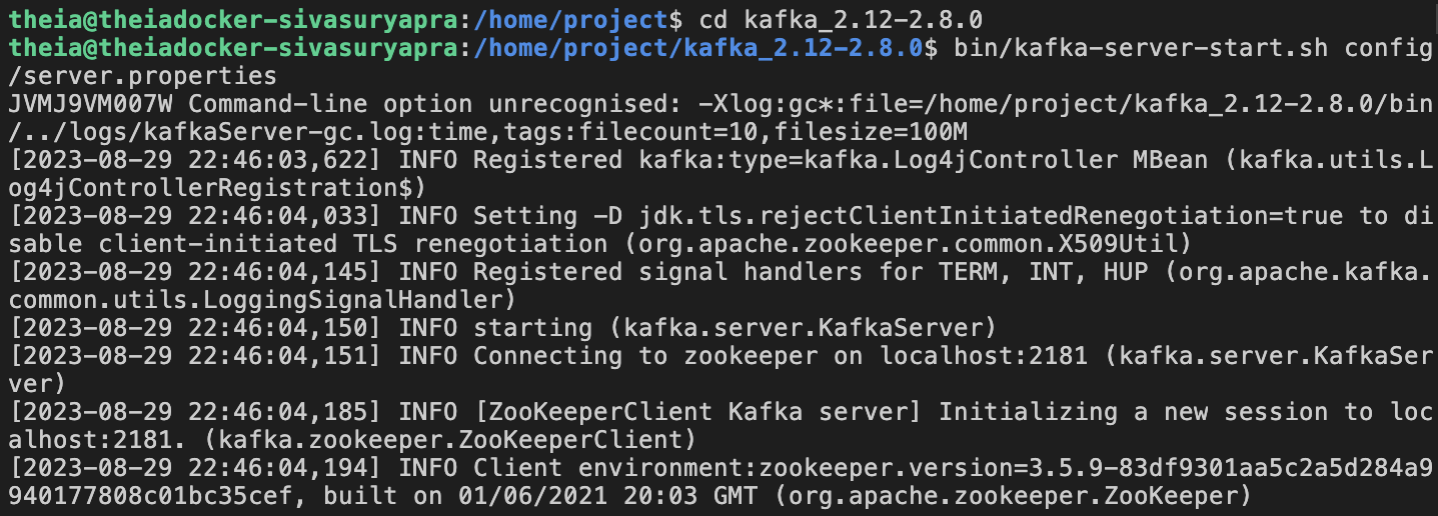 theia@theiadocker-sivasuryapra:/home/project$ cd kafka_2.12-2.8.0
theia@theiadocker-sivasuryapra:/home/project/kafka_2.12-2.8.0$ bin/kafka-server-start.sh config
/server.properties
JVMJ9VM007W Command-line option unrecognised: -Xlog:gc*:file=/home/project/kafka_2.12-2.8.0/bin
/../logs/kafkaServer-gc.log:time,tags:filecount=10,filesize=100M
[2023-08-29 22:46:03,622] INFO Registered kafka:type=kafka.Log4jController MBean (kafka.utils.L
og4jControllerRegistration$)
[2023-08-29 22:46:04,033] INFO Setting -D jdk.tls.rejectClientInitiatedRenegotiation=true to di
sable client-initiated TLS renegotiation (org.apache.zookeeper.common.X509Util)
[2023-08-29 22:46:04,145] INFO Registered signal handlers for TERM, INT, HUP (org.apache.kafka.
common.utils.LoggingSignalHandler)
[2023-08-29 22:46:04,150] INFO starting (kafka.server.KafkaServer)
[2023-08-29 22:46:04,151] INFO Connecting to zookeeper on localhost:2181 (kafka.server.KafkaSer
ver)
[2023-08-29 22:46:04,185] INFO [ZooKeeperClient Kafka server] Initializing a new session to loc
alhost:2181. (kafka.zookeeper.ZooKeeperClient)
[2023-08-29 22:46:04,194] INFO Client environment:zookeeper.version=3.5.9-83df9301aa5c2a5d284a9
940177808c01bc35cef, built on 01/06/2021 20:03 GMT (org.apache.zookeeper.ZooKeeper)